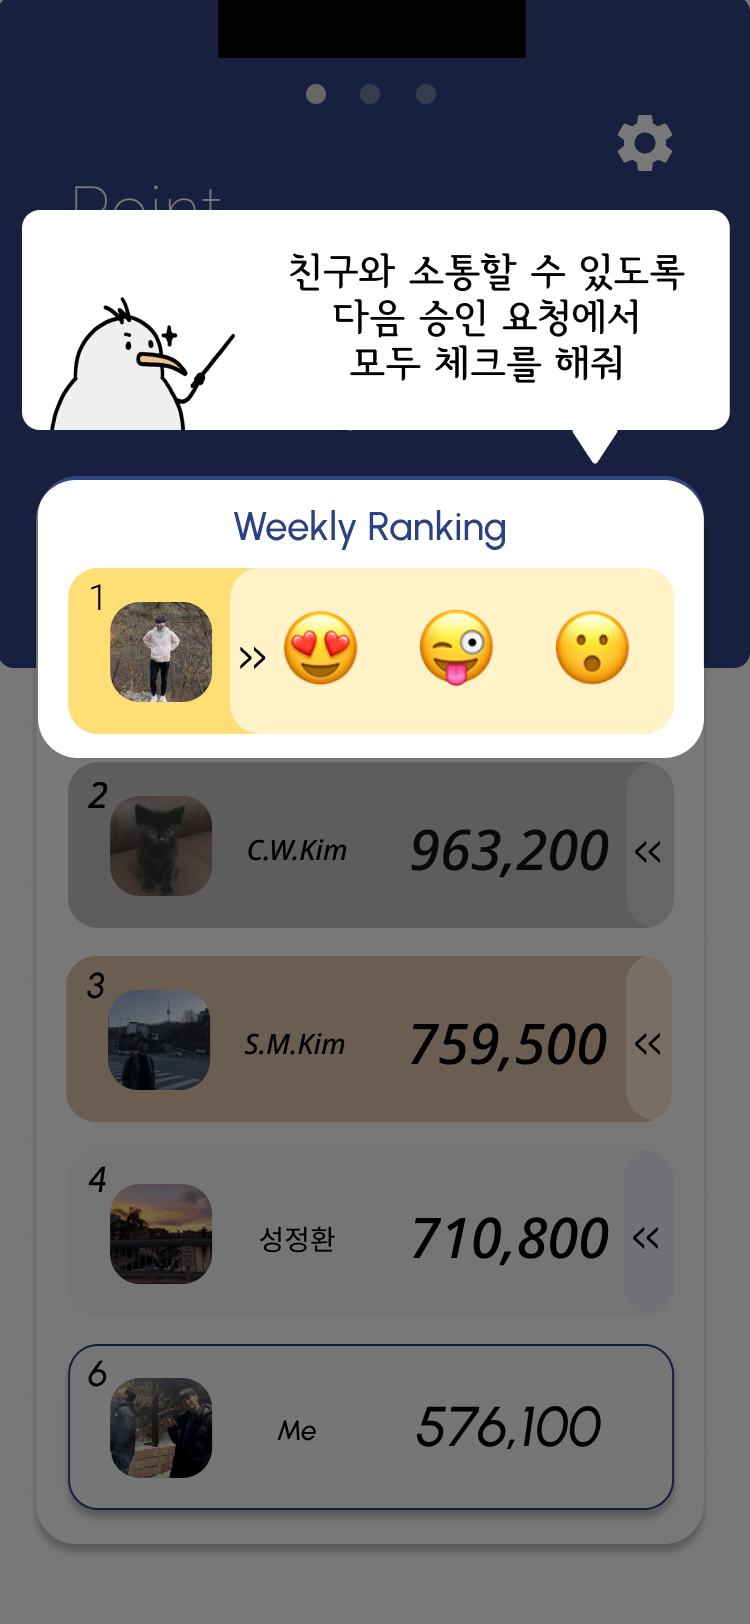 Point
친구와 소통할 수 있도록
다음 승인 요청에서
모두 체크를 해줘
Weekly Ranking
1
»
2
C.W.Kim
963,200
«
3
S.M.Kim
759,500
«
4
성정환
710,800
«
6
Me
576,100